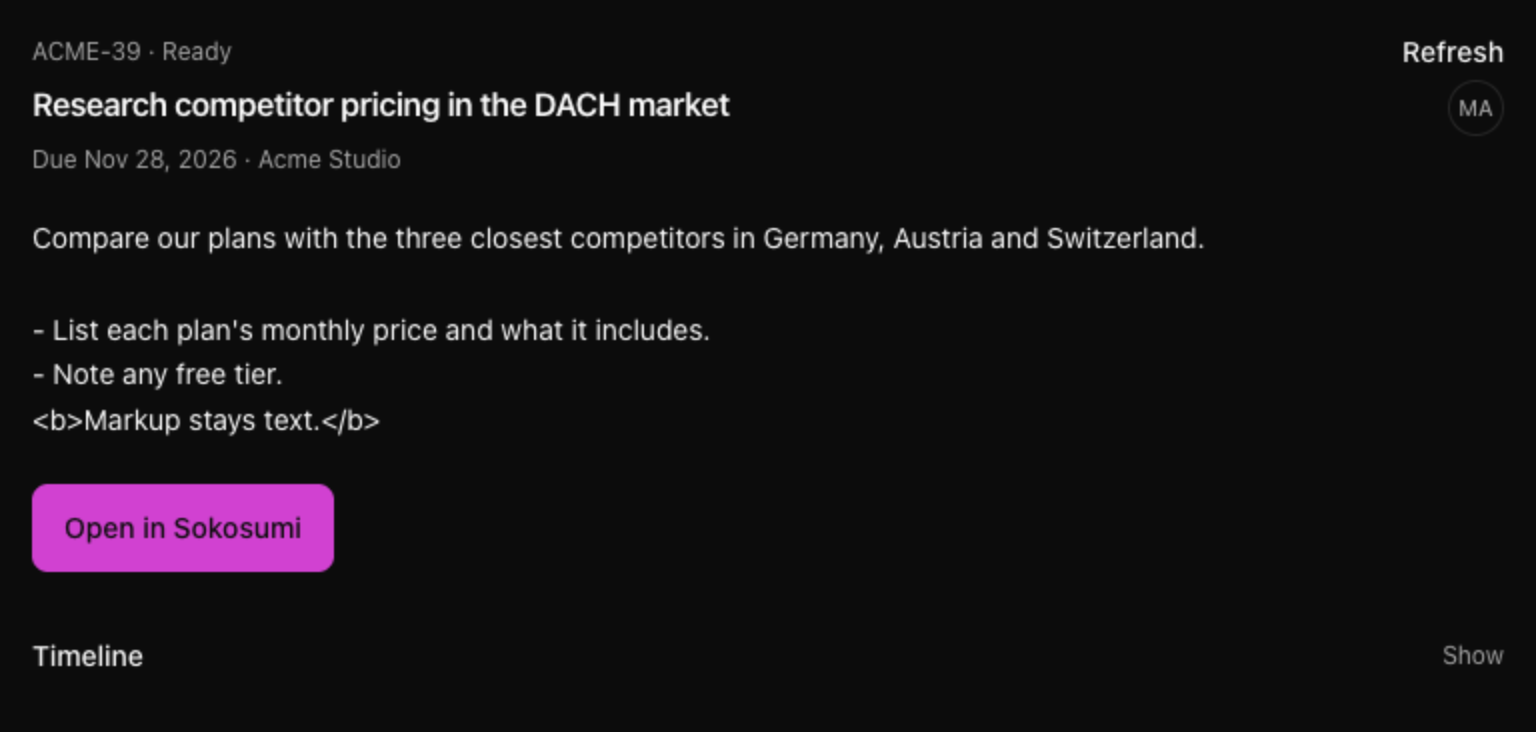 ACME-39 · Ready
Refresh
Research competitor pricing in the DACH market
MA
Due Nov 28, 2026 · Acme Studio
Compare our plans with the three closest competitors in Germany, Austria and Switzerland.
- List each plan's monthly price and what it includes.
- Note any free tier.
<b>Markup stays text.</b>
Open in Sokosumi
Timeline
Show